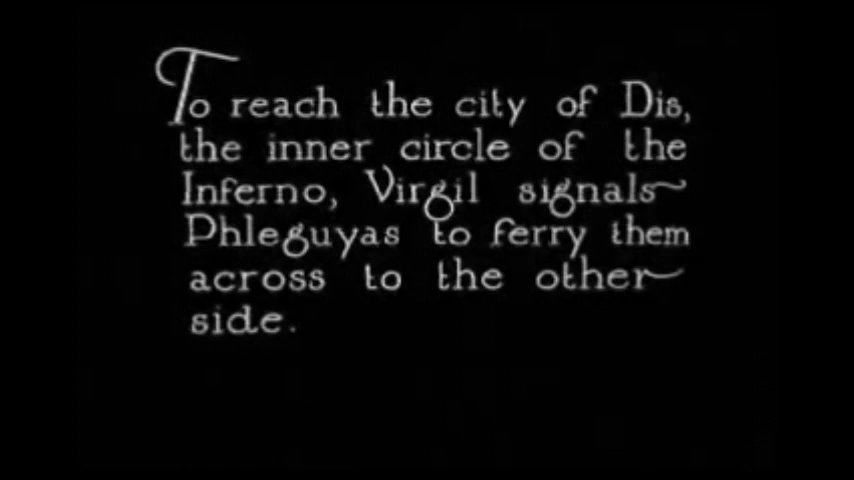 To reach the city of Dis,
the inner circle of the
Inferno, Virgil signals
Phleguyas to ferry them
across to the other
side.